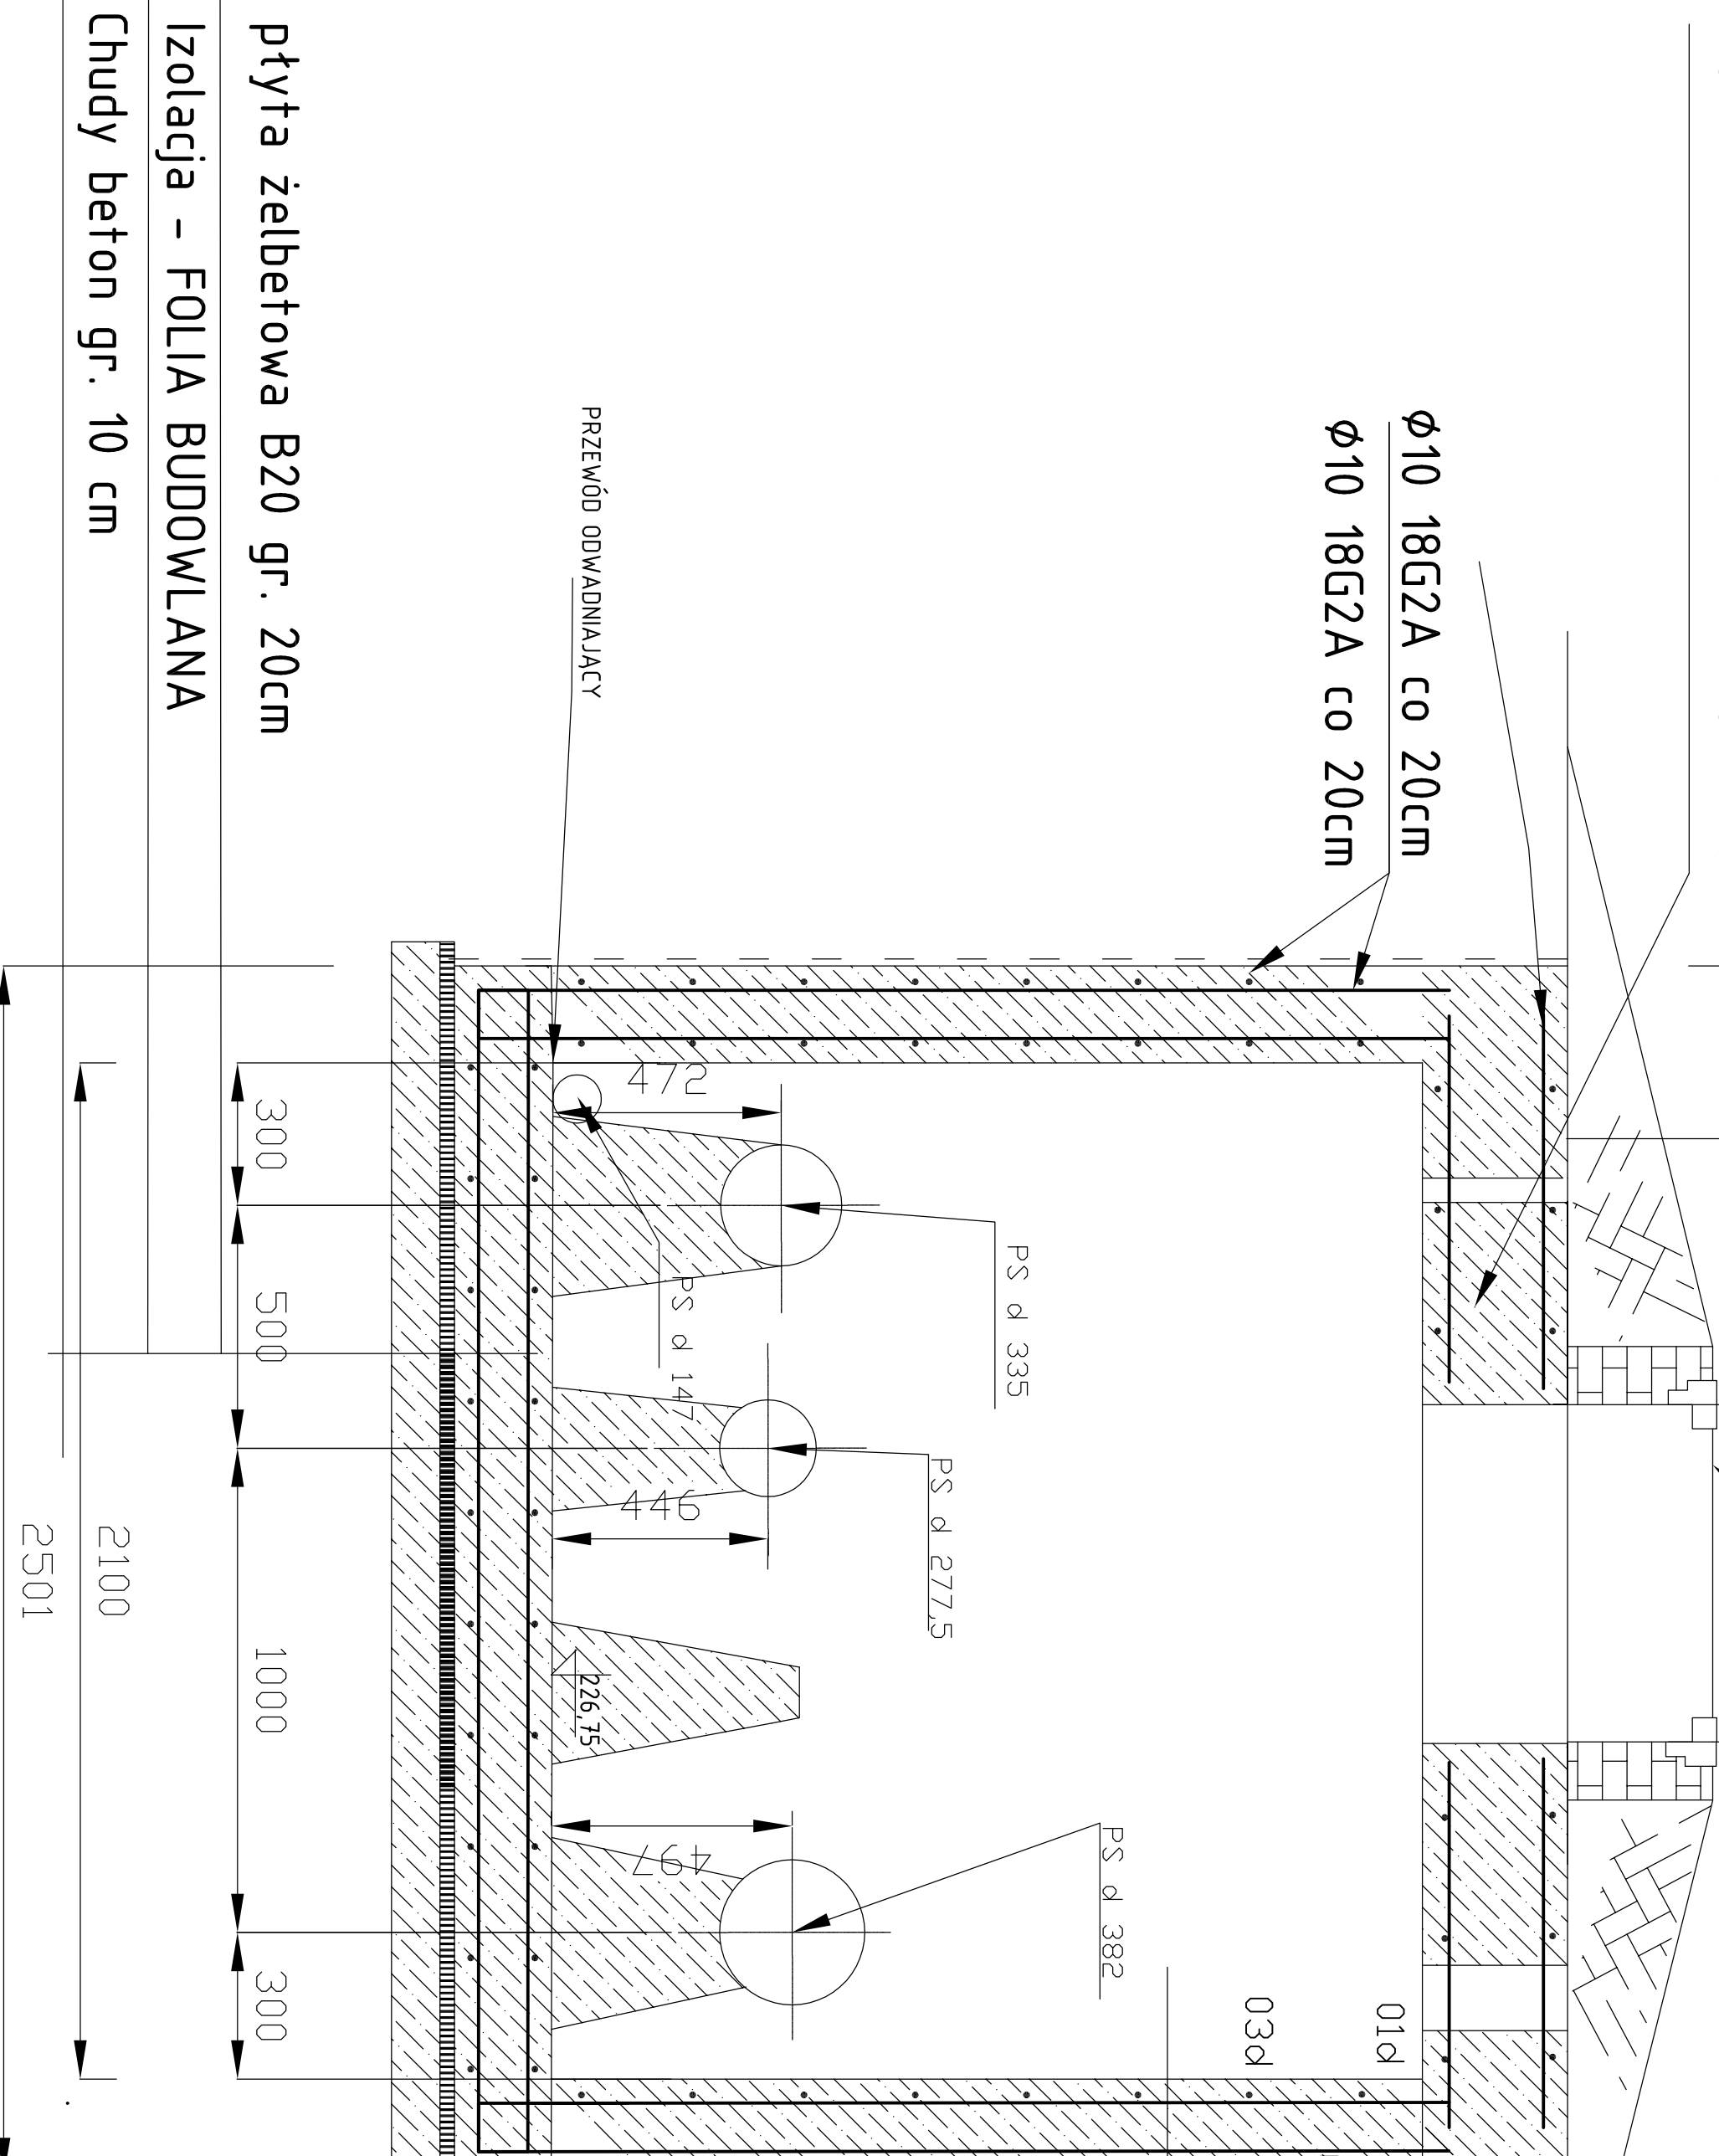 Ø10 18G2A co 20cm
Ø10 18G2A co 20cm
01d
03d
PS d 382
PS d 335
PS d 277,5
PS d 147
472
446
497
PRZEWÓD ODWADNIAJĄCY
226,75
płyta żelbetowa B20 gr. 20cm
300
500
1000
300
Izolacja - FOLIA BUDOWLANA
Chudy beton gr. 10 cm
2100
2501